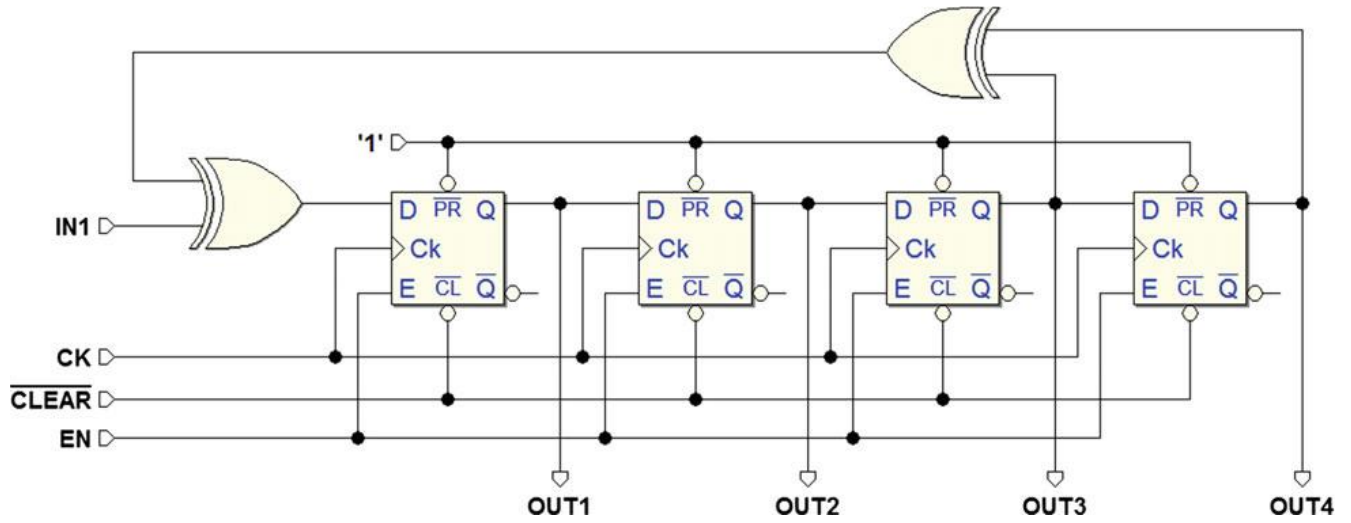 '1'
IN1
D PR Q
Ck
E CL Q
D PR Q
Ck
E CL Q
D PR Q
Ck
E CL Q
D PR Q
Ck
E CL Q
CK
CLEAR
EN
OUT1
OUT2
OUT3
OUT4